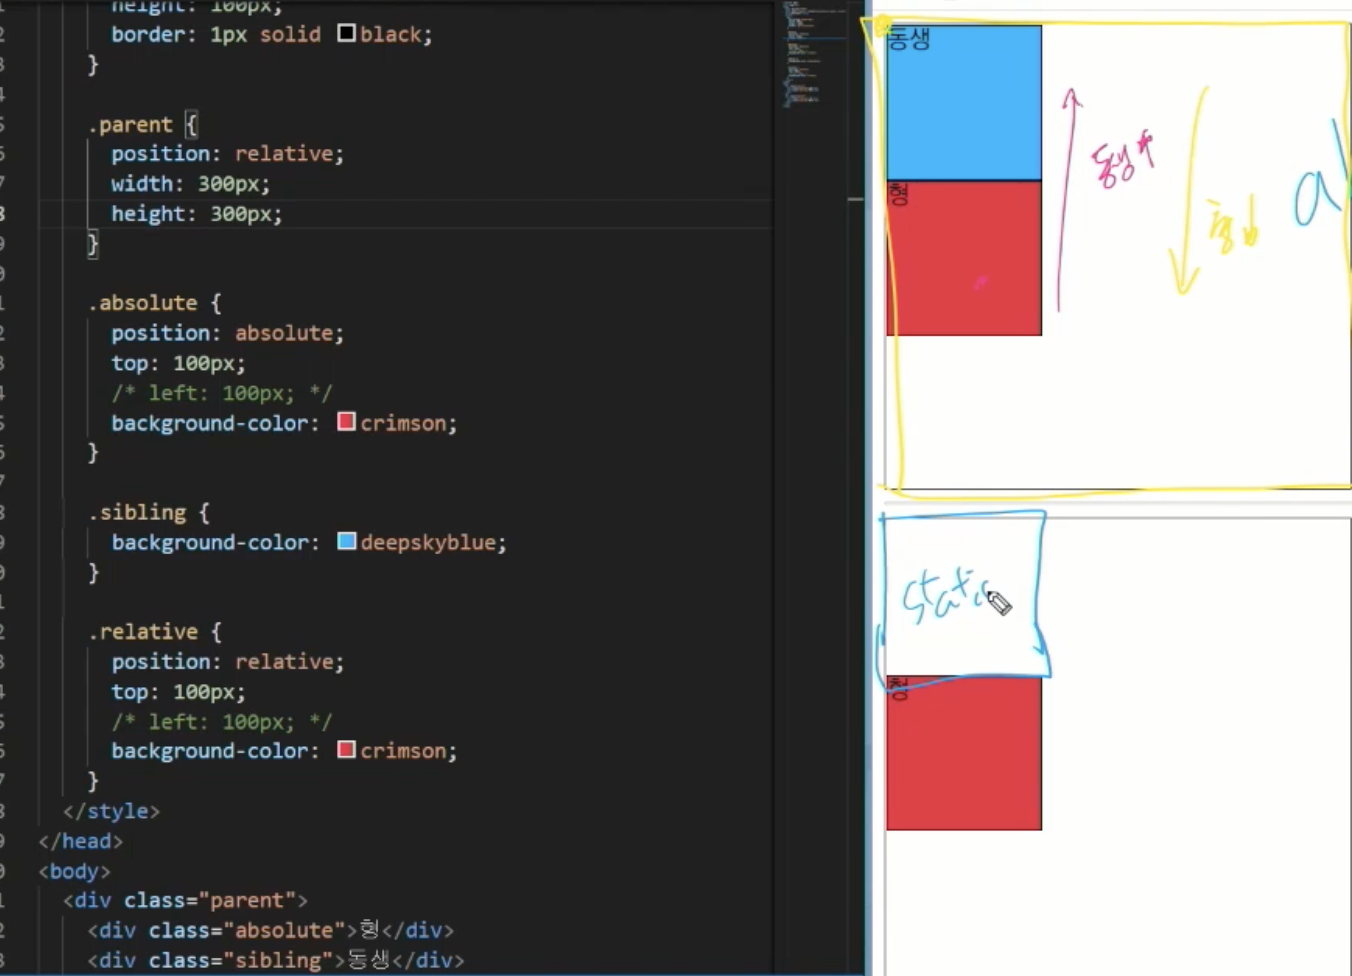 height: 100px;
border: 1px solid black;
}
.parent {
position: relative;
width: 300px;
height: 300px;
}
.absolute {
position: absolute;
top: 100px;
/* left: 100px; */
background-color: crimson;
}
.sibling {
background-color: deepskyblue;
}
.relative {
position: relative;
top: 100px;
/* left: 100px; */
background-color: crimson;
}
</style>
</head>
<body>
<div class="parent">
<div class="absolute">형</div>
<div class="sibling">동생</div>
동생
형
동생
형
a
static
형